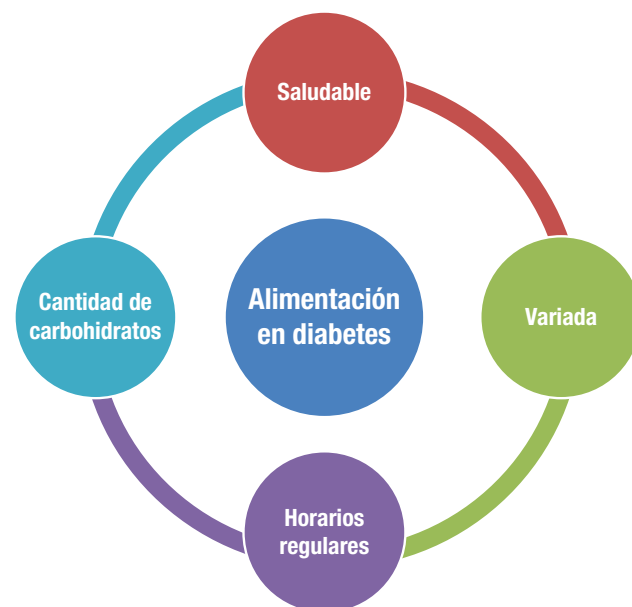 Saludable
Cantidad de
carbohidratos
Alimentación
en diabetes
Variada
Horarios
regulares